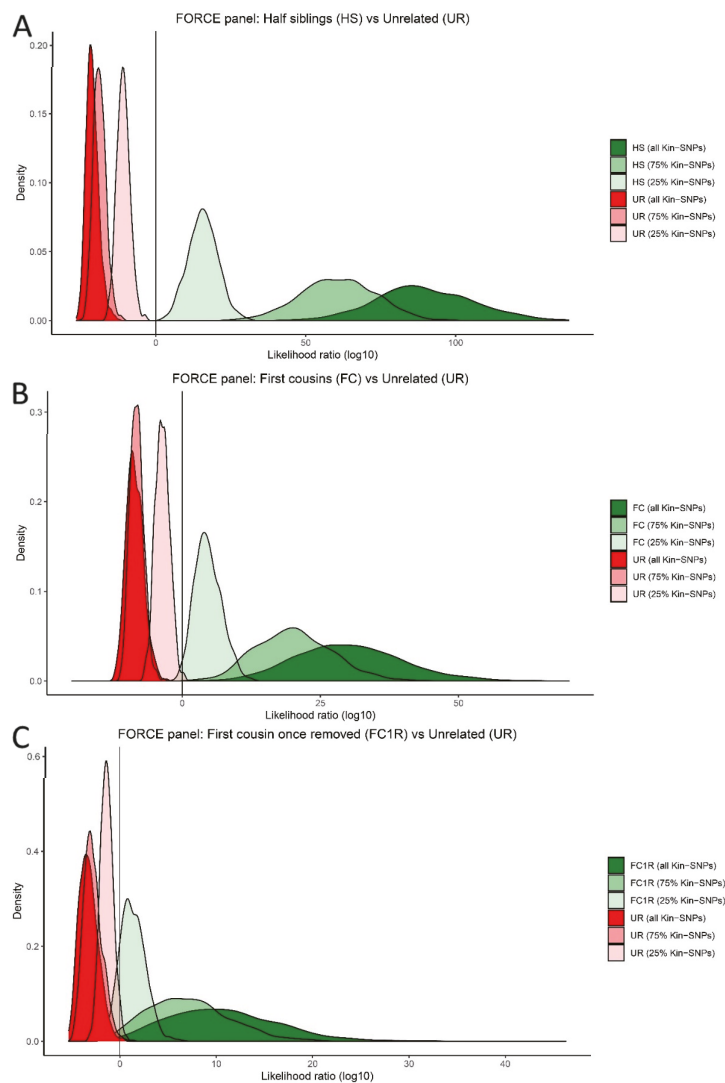 A
FORCE panel: Half siblings (HS) vs Unrelated (UR)
0.20
0.15
0.10
0.05
0.00
Density
0
50
100
Likelihood ratio (log10)
HS (all Kin-SNPs)
HS (75% Kin-SNPs)
HS (25% Kin-SNPs)
UR (all Kin-SNPs)
UR (75% Kin-SNPs)
UR (25% Kin-SNPs)
B
FORCE panel: First cousins (FC) vs Unrelated (UR)
0.3
0.2
0.1
0.0
Density
0
25
50
Likelihood ratio (log10)
FC (all Kin-SNPs)
FC (75% Kin-SNPs)
FC (25% Kin-SNPs)
UR (all Kin-SNPs)
UR (75% Kin-SNPs)
UR (25% Kin-SNPs)
C
FORCE panel: First cousin once removed (FC1R) vs Unrelated (UR)
0.6
0.4
0.2
0.0
Density
0
10
20
30
40
Likelihood ratio (log10)
FC1R (all Kin-SNPs)
FC1R (75% Kin-SNPs)
FC1R (25% Kin-SNPs)
UR (all Kin-SNPs)
UR (75% Kin-SNPs)
UR (25% Kin-SNPs)